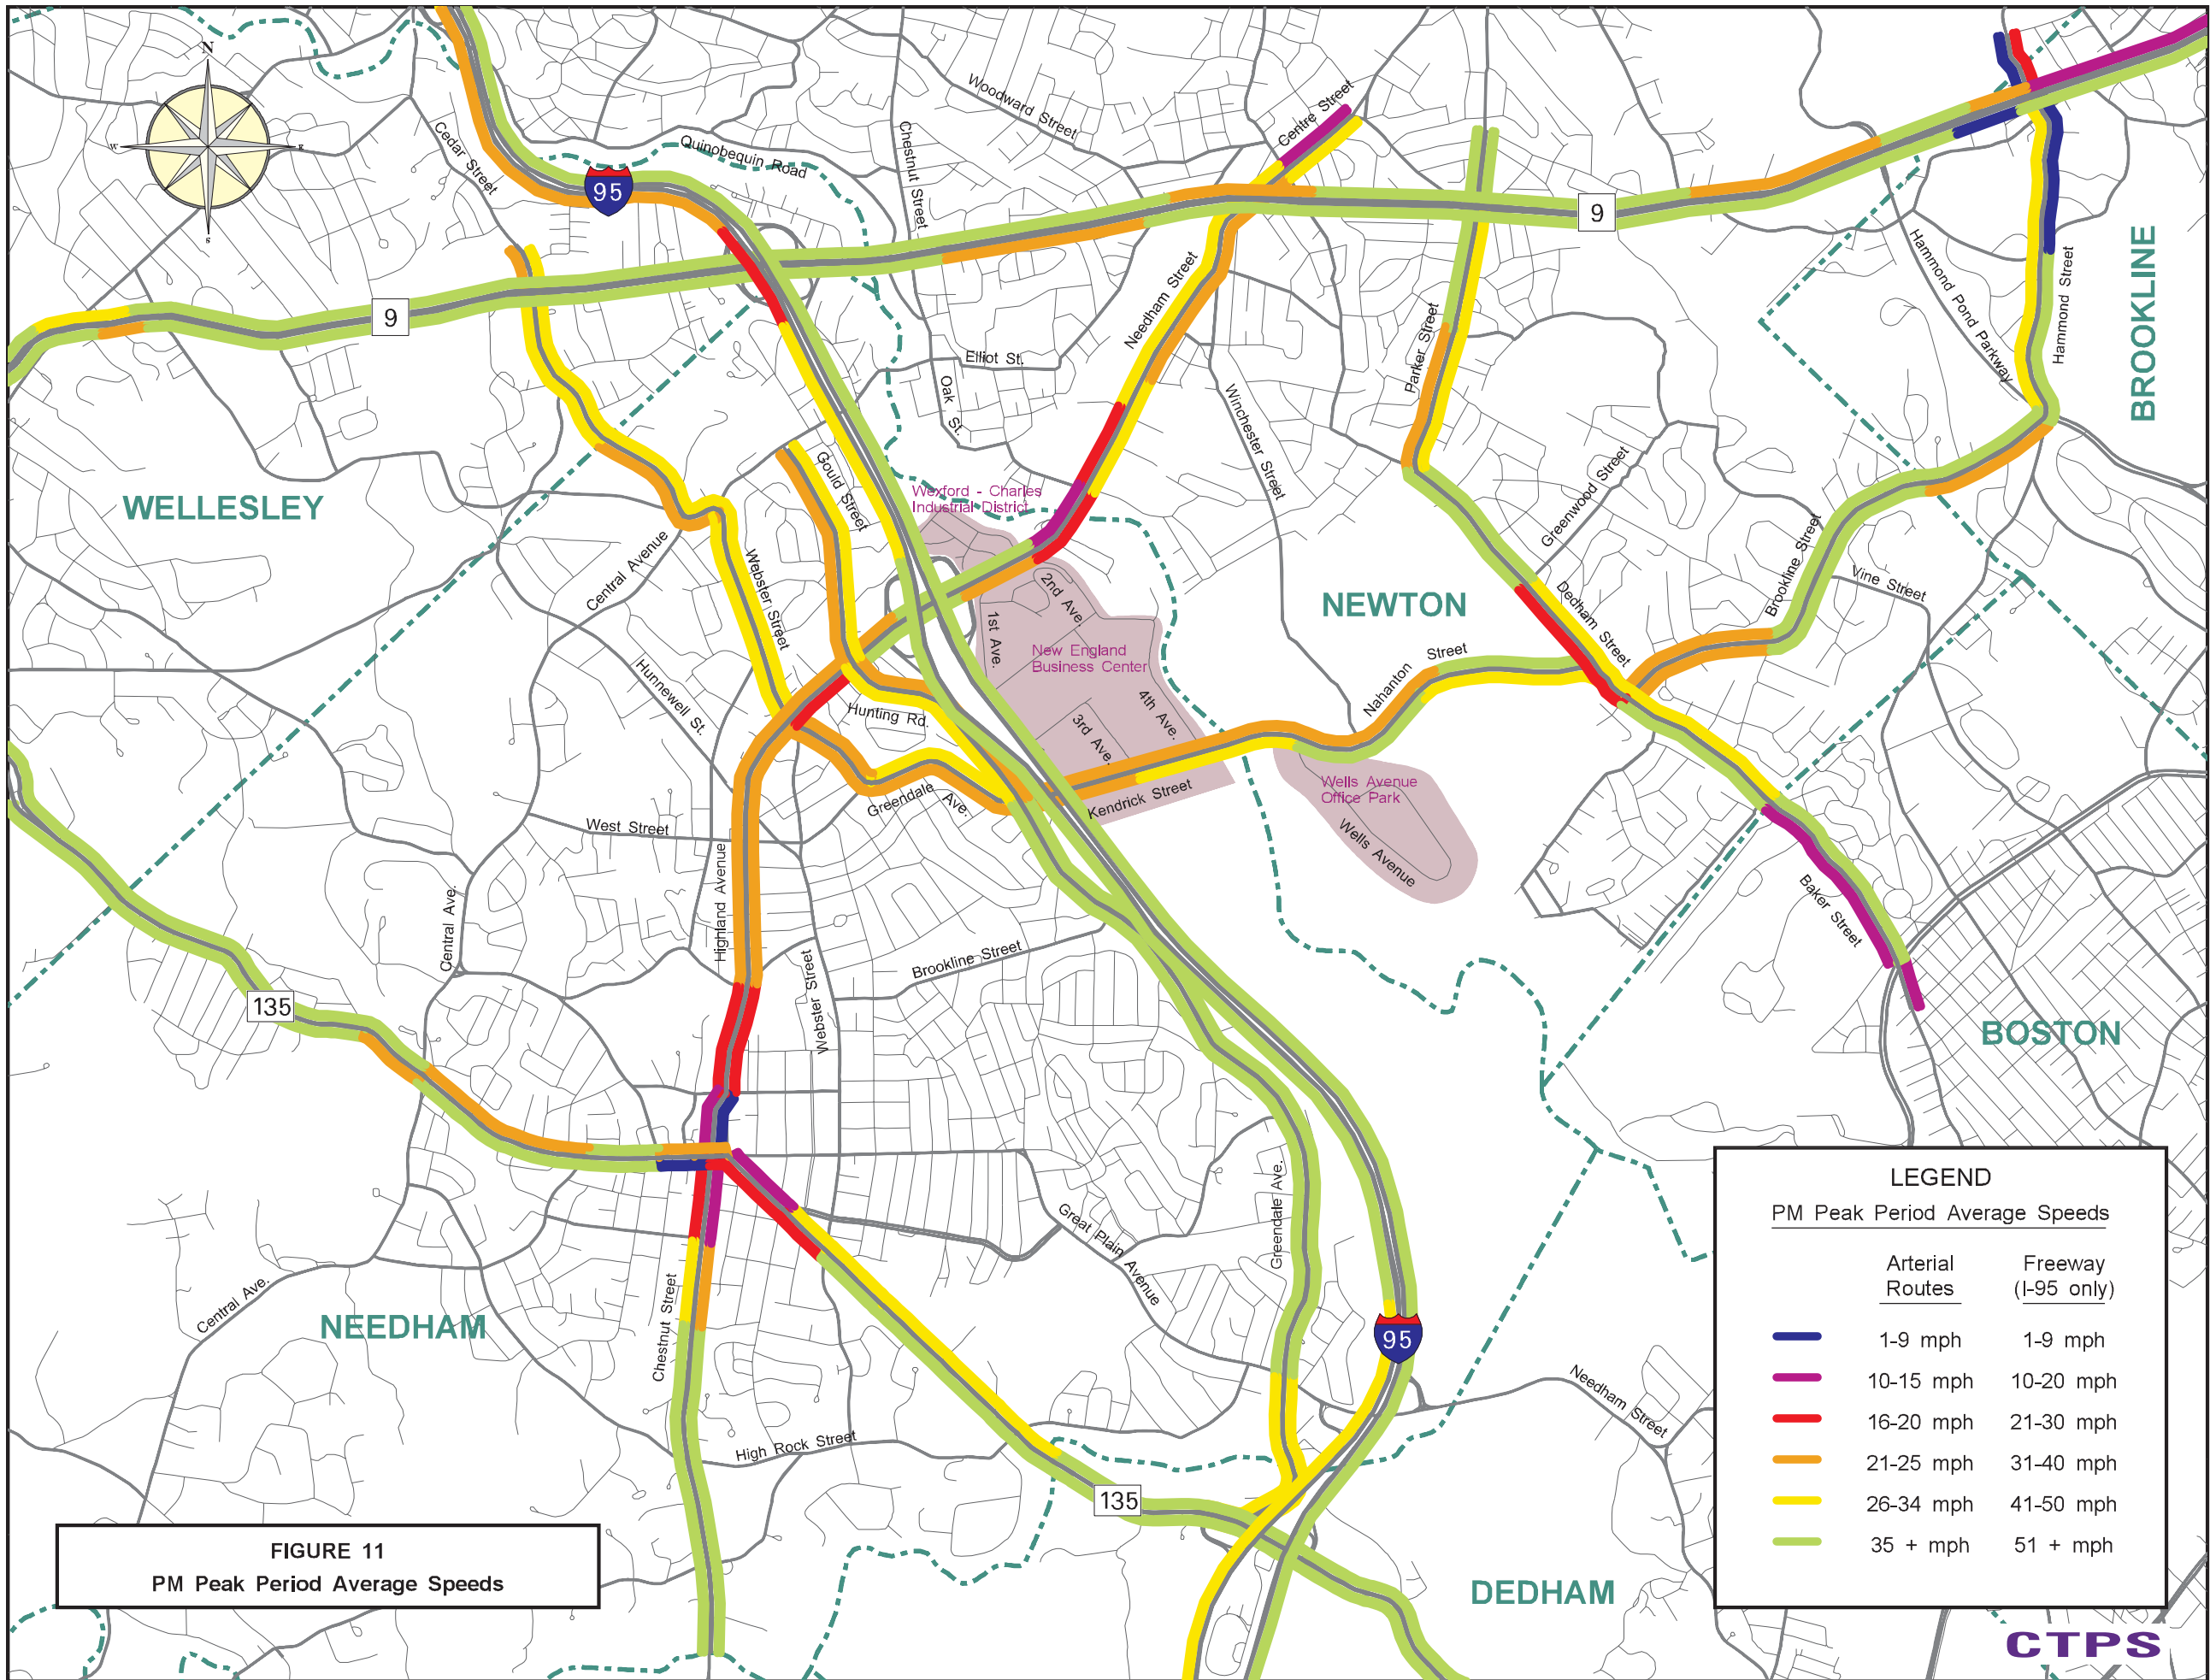 N
W
E
S
Cedar Street
95
Quinobequin Road
Chestnut Street
Woodward Street
Centre Street
9
9
Needham Street
Elliot St.
Oak St.
Winchester Street
Parker Street
Hammond Pond Parkway
Hammond Street
BROOKLINE
WELLESLEY
Gould Street
Wexford - Charles
Industrial District
Greenwood Street
Central Avenue
Webster Street
2nd Ave.
1st Ave.
New England
Business Center
NEWTON
Dedham Street
Brookline Street
Vine Street
Hunnewell St.
Hunting Rd.
4th Ave.
3rd Ave.
Nahanton Street
Greendale Ave.
Kendrick Street
Wells Avenue
Office Park
Wells Avenue
West Street
Highland Avenue
Central Ave.
Baker Street
Brookline Street
Webster Street
135
BOSTON
Greendale Ave.
Great Plain Avenue
Central Ave.
NEEDHAM
Chestnut Street
95
Needham Street
High Rock Street
135
DEDHAM
LEGEND
PM Peak Period Average Speeds
Arterial Freeway
Routes (I-95 only)
1-9 mph 1-9 mph
10-15 mph 10-20 mph
16-20 mph 21-30 mph
21-25 mph 31-40 mph
26-34 mph 41-50 mph
35 + mph 51 + mph
FIGURE 11
PM Peak Period Average Speeds
CTPS